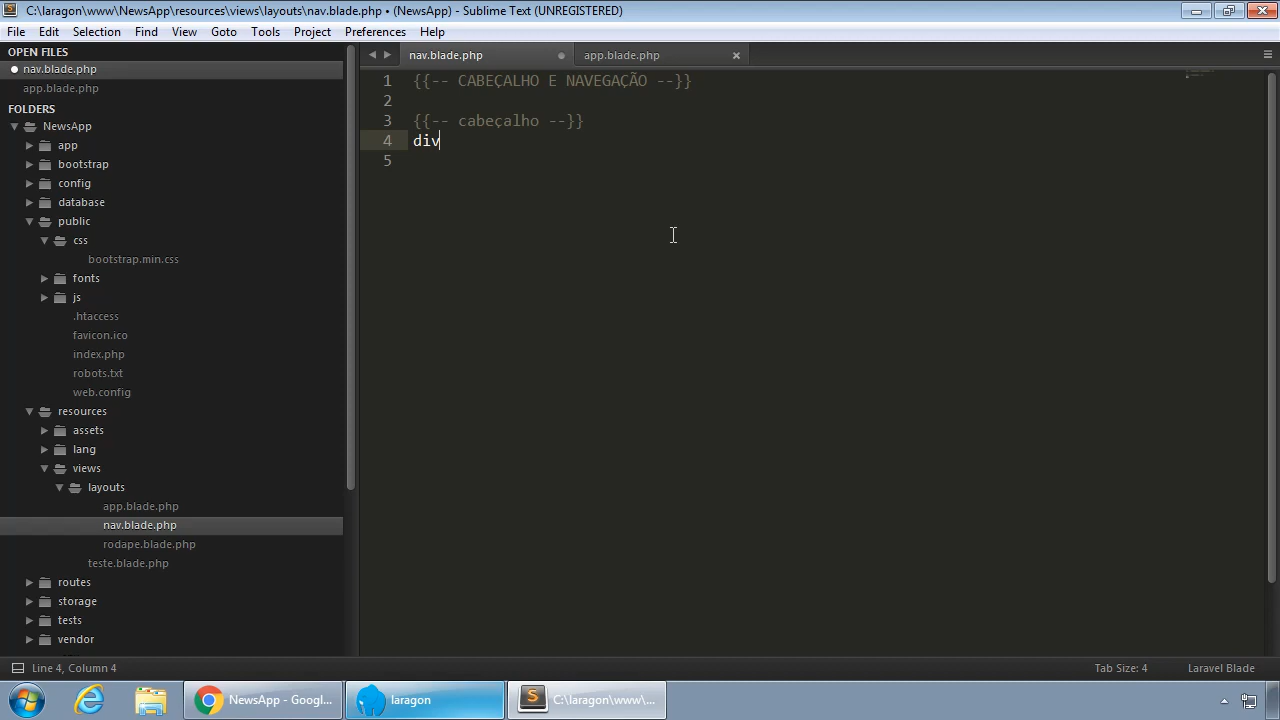 C:\laragon\www\NewsApp\resources\views\layouts\nav.blade.php • (NewsApp) - Sublime Text (UNREGISTERED)
File Edit Selection Find View Goto Tools Project Preferences Help
OPEN FILES
nav.blade.php
app.blade.php
FOLDERS
NewsApp
app
bootstrap
config
database
public
css
bootstrap.min.css
fonts
js
.htaccess
favicon.ico
index.php
robots.txt
web.config
resources
assets
lang
views
layouts
app.blade.php
nav.blade.php
rodape.blade.php
teste.blade.php
routes
storage
tests
vendor
nav.blade.php app.blade.php
1 {{-- CABEÇALHO E NAVEGAÇÃO --}}
2
3 {{-- cabeçalho --}}
4 div
5
Line 4, Column 4 Tab Size: 4 Laravel Blade
NewsApp - Googl... laragon C:\laragon\www\...